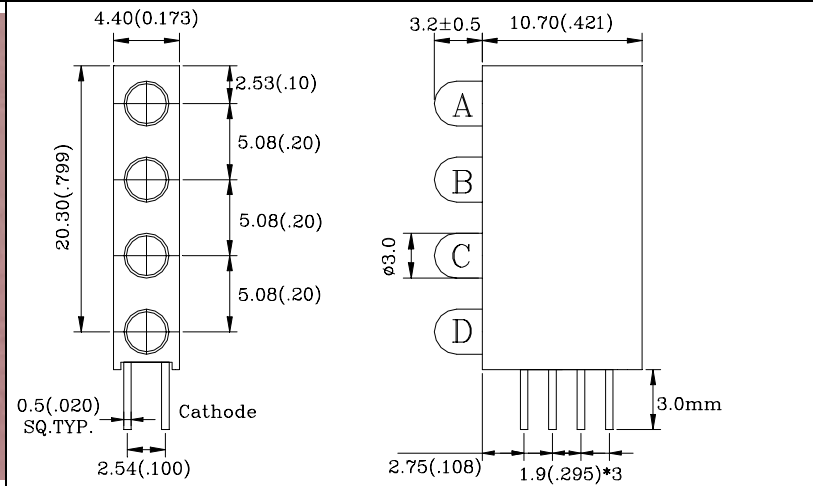 4.40(0.173)
3.2±0.5
10.70(.421)
2.53(.10)
A
5.08(.20)
20.30(.799)
B
5.08(.20)
ø3.0
C
5.08(.20)
D
0.5(.020)
SQ.TYP.
Cathode
3.0mm
2.54(.100)
2.75(.108)
1.9(.295)*3